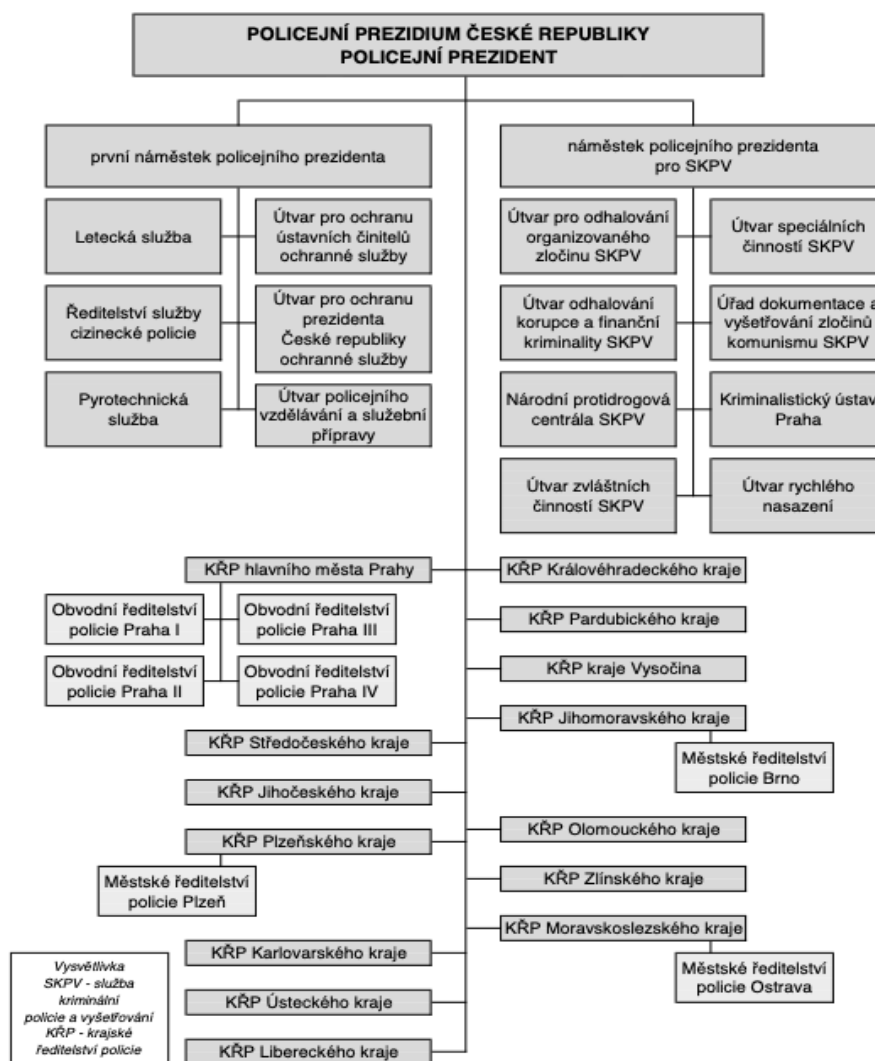 POLICEJNÍ PREZIDIUM ČESKÉ REPUBLIKY
POLICEJNÍ PREZIDENT
první náměstek policejního prezidenta
Letecká služba
Útvar pro ochranu
ústavních činitelů
ochranné služby
Ředitelství služby
cizinecké policie
Útvar pro ochranu
prezidenta
České republiky
ochranné služby
Pyrotechnická
služba
Útvar policejního
vzdělávání a služební
přípravy
náměstek policejního prezidenta
pro SKPV
Útvar pro odhalování
organizovaného
zločinu SKPV
Útvar speciálních
činností SKPV
Útvar odhalování
korupce a finanční
kriminality SKPV
Úřad dokumentace a
vyšetřování zločinů
komunismu SKPV
Národní protidrogová
centrála SKPV
Kriminalistický ústav
Praha
Útvar zvláštních
činností SKPV
Útvar rychlého
nasazení
KŘP hlavního města Prahy
Obvodní ředitelství
policie Praha I
Obvodní ředitelství
policie Praha III
Obvodní ředitelství
policie Praha II
Obvodní ředitelství
policie Praha IV
KŘP Středočeského kraje
KŘP Jihočeského kraje
KŘP Plzeňského kraje
Městské ředitelství
policie Plzeň
KŘP Karlovarského kraje
KŘP Ústeckého kraje
KŘP Libereckého kraje
KŘP Královéhradeckého kraje
KŘP Pardubického kraje
KŘP kraje Vysočina
KŘP Jihomoravského kraje
Městské ředitelství
policie Brno
KŘP Olomouckého kraje
KŘP Zlínského kraje
KŘP Moravskoslezského kraje
Městské ředitelství
policie Ostrava
Vysvětlivka
SKPV - služba
kriminální
policie a vyšetřování
KŘP - krajské
ředitelství policie